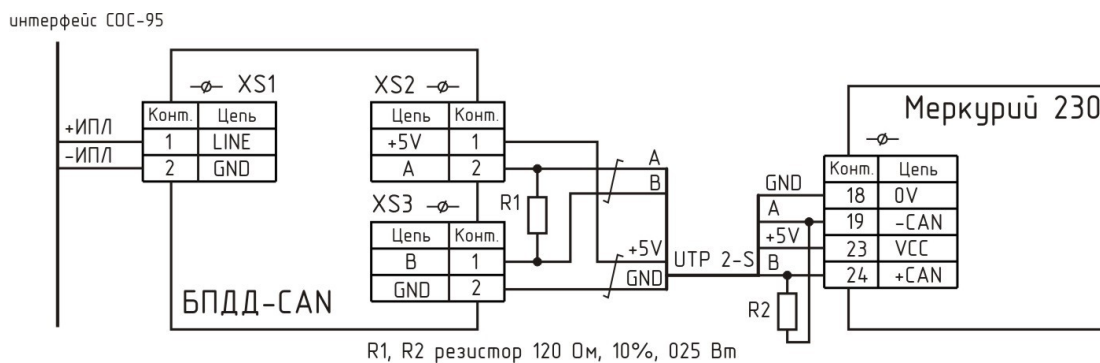 интерфейс СОС-95
XS1
XS2
+ИПЛ
-ИПЛ
Конт. Цепь
1 LINE
2 GND
Цепь Конт.
+5V 1
A 2
XS3
Цепь Конт.
B 1
GND 2
БПДД-CAN
R1
A
B
+5V
GND
UTP 2-S
GND
A
+5V
B
R2
Меркурий 230
Конт. Цепь
18 0V
19 -CAN
23 VCC
24 +CAN
R1, R2 резистор 120 Ом, 10%, 025 Вт